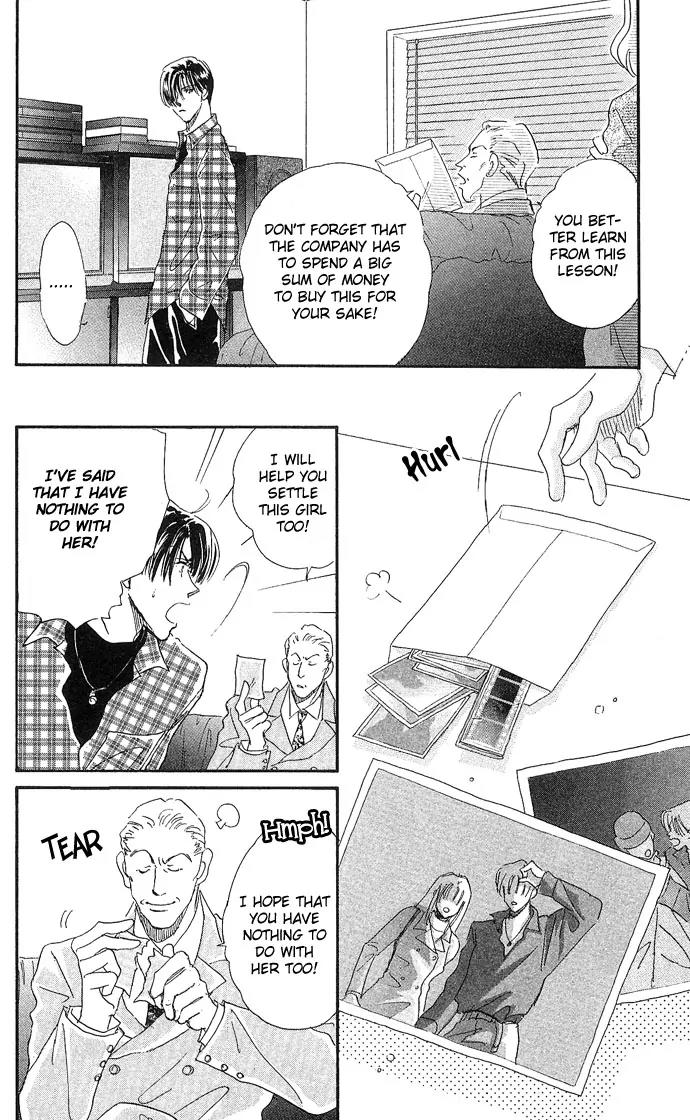 YOU BET-
TER LEARN
FROM THIS
LESSON!
DON'T FORGET THAT
THE COMPANY HAS
TO SPEND A BIG
SUM OF MONEY
TO BUY THIS FOR
YOUR SAKE!
.....
Hurl
I WILL
HELP YOU
SETTLE
THIS GIRL
TOO!
I'VE SAID
THAT I HAVE
NOTHING TO
DO WITH
HER!
Hmph!
TEAR
I HOPE THAT
YOU HAVE
NOTHING TO
DO WITH
HER TOO!